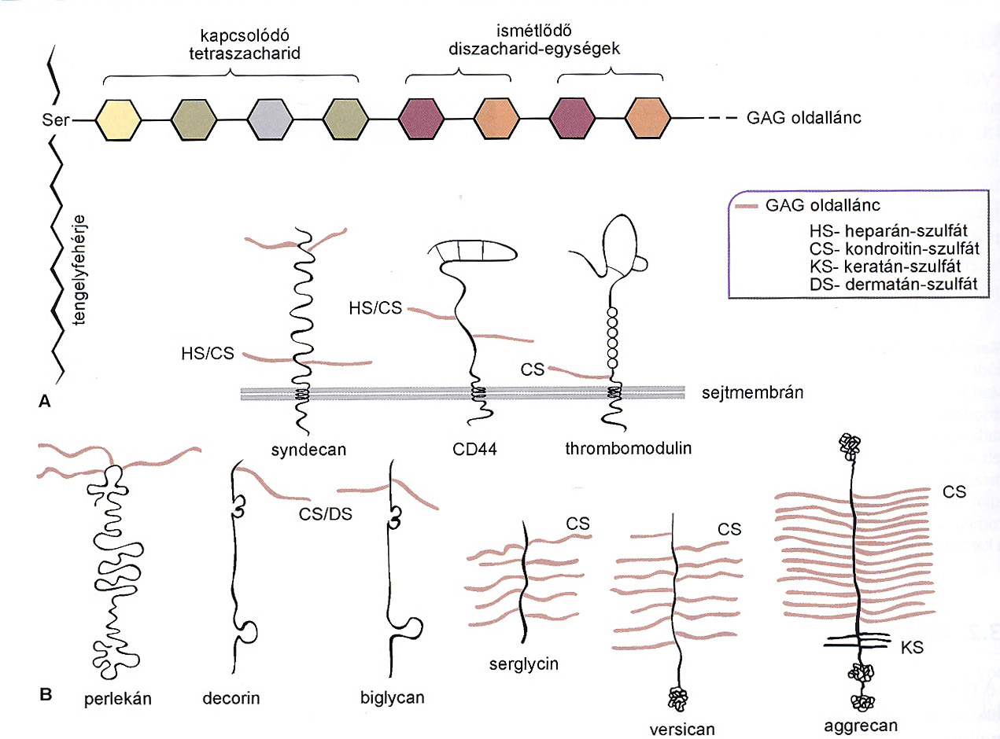 kapcsolódó
tetraszacharid
ismétlődő
diszacharid-egységek
Ser
GAG oldallánc
tengelyfehérje
GAG oldallánc
HS- heparán-szulfát
CS- kondroitin-szulfát
KS- keratán-szulfát
DS- dermatán-szulfát
HS/CS
HS/CS
CS
sejtmembrán
A
syndecan
CD44
thrombomodulin
CS/DS
CS
CS
CS
KS
B
perlekán
decorin
biglycan
serglycin
versican
aggrecan
3.2.